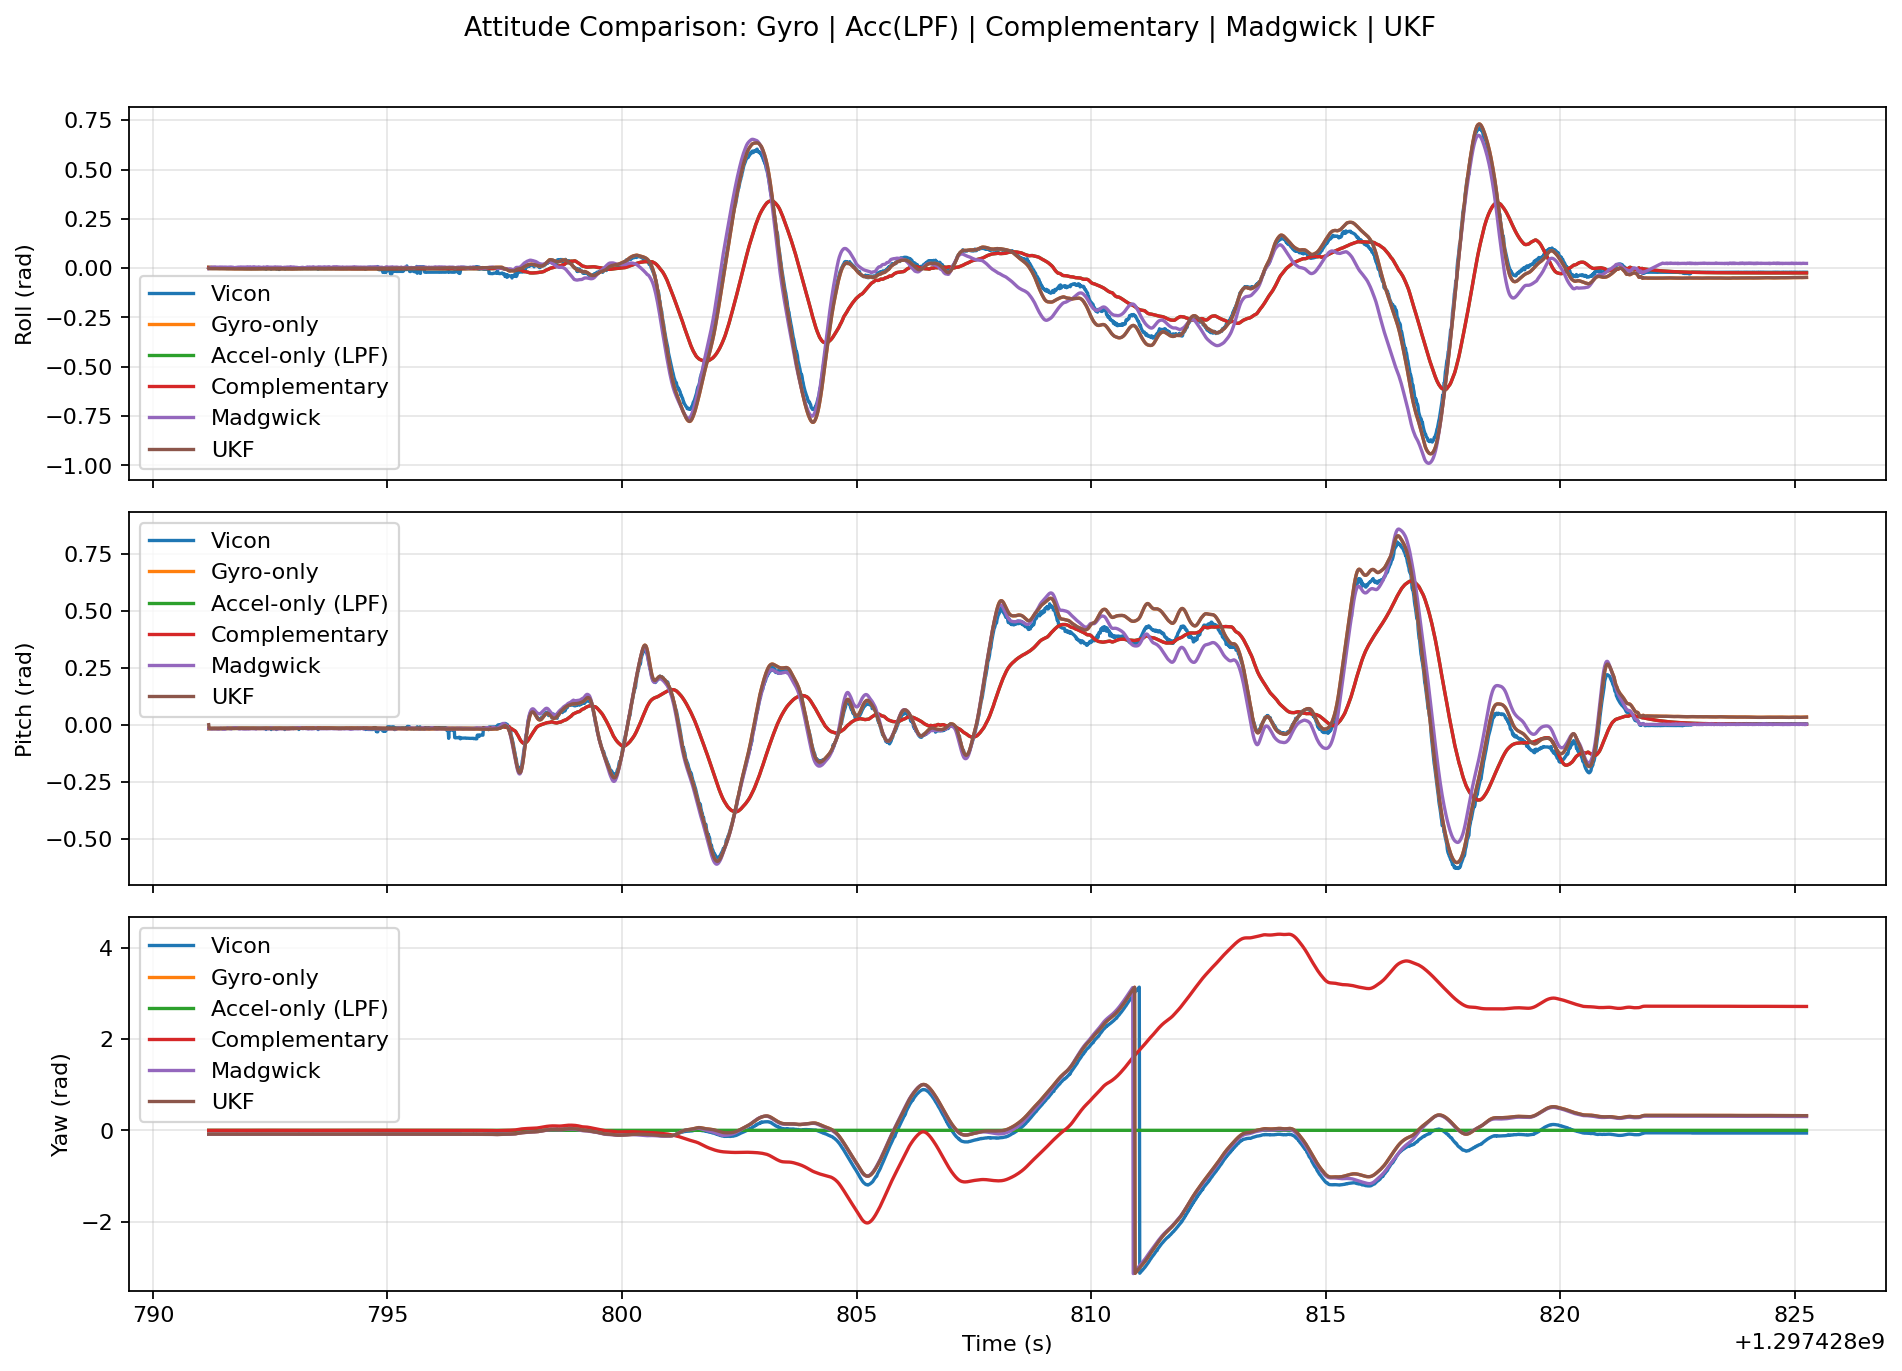 Attitude Comparison: Gyro | Acc(LPF) | Complementary | Madgwick | UKF
0.75
0.50
0.25
0.00
−0.25
−0.50
−0.75
−1.00
Roll (rad)
Vicon
Gyro-only
Accel-only (LPF)
Complementary
Madgwick
UKF
0.75
0.50
0.25
0.00
−0.25
−0.50
Pitch (rad)
Vicon
Gyro-only
Accel-only (LPF)
Complementary
Madgwick
UKF
4
2
0
−2
Yaw (rad)
Vicon
Gyro-only
Accel-only (LPF)
Complementary
Madgwick
UKF
790 795 800 805 810 815 820 825
Time (s)
+1.297428e9